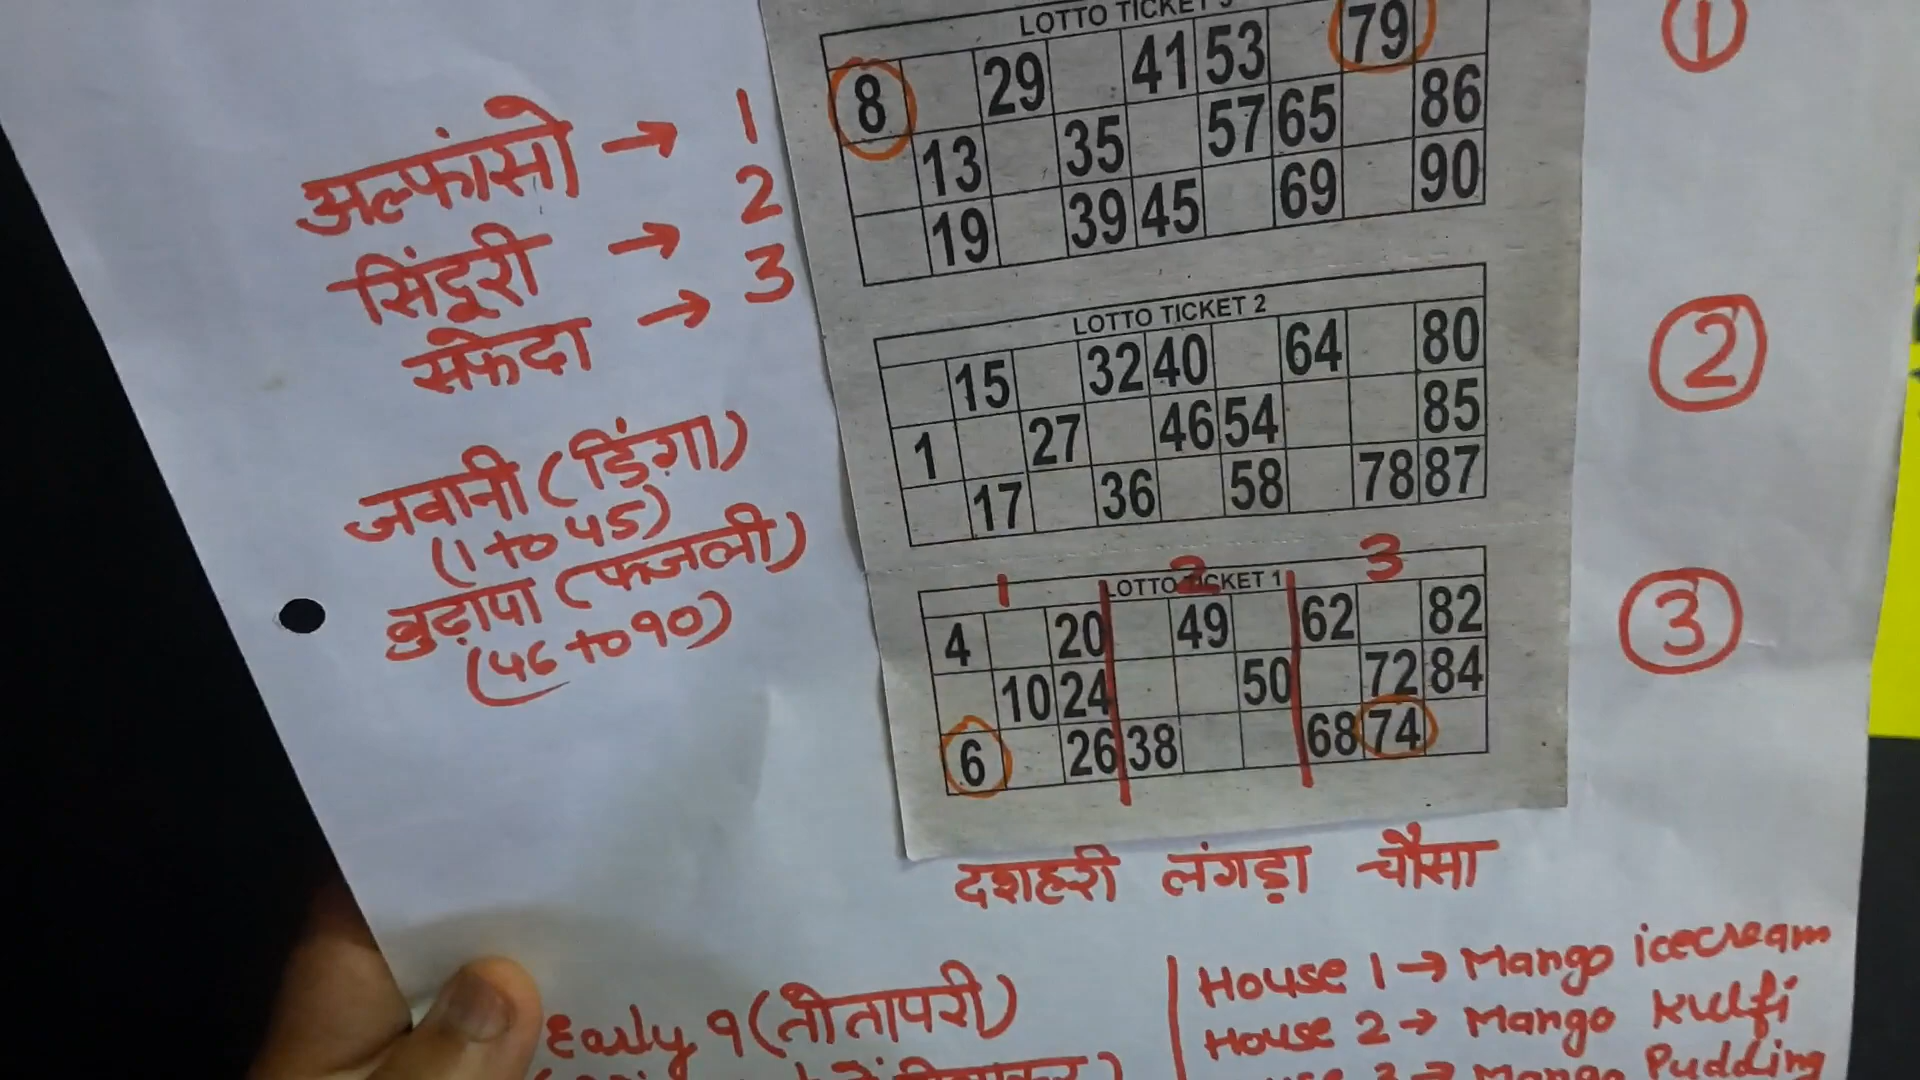 LOTTO TICKET 3
8 29 41 53 79
13 35 57 65 86
19 39 45 69 90
①
अल्फांसो → 1
सिंदूरी → 2
सफेदा → 3
LOTTO TICKET 2
15 32 40 64 80
1 27 46 54 85
17 36 58 78 87
②
जवानी (डिंगा)
(1 to 45)
बुढ़ापा (फजली)
(46 to 90)
1 2 3
LOTTO TICKET 1
4 20 49 62 82
10 24 50 72 84
6 26 38 68 74
③
दशहरी लंगड़ा चौसा
Early 9 (तोतापरी)
House 1 → Mango icecream
House 2 → Mango Kulfi
3 → Mango Pudding